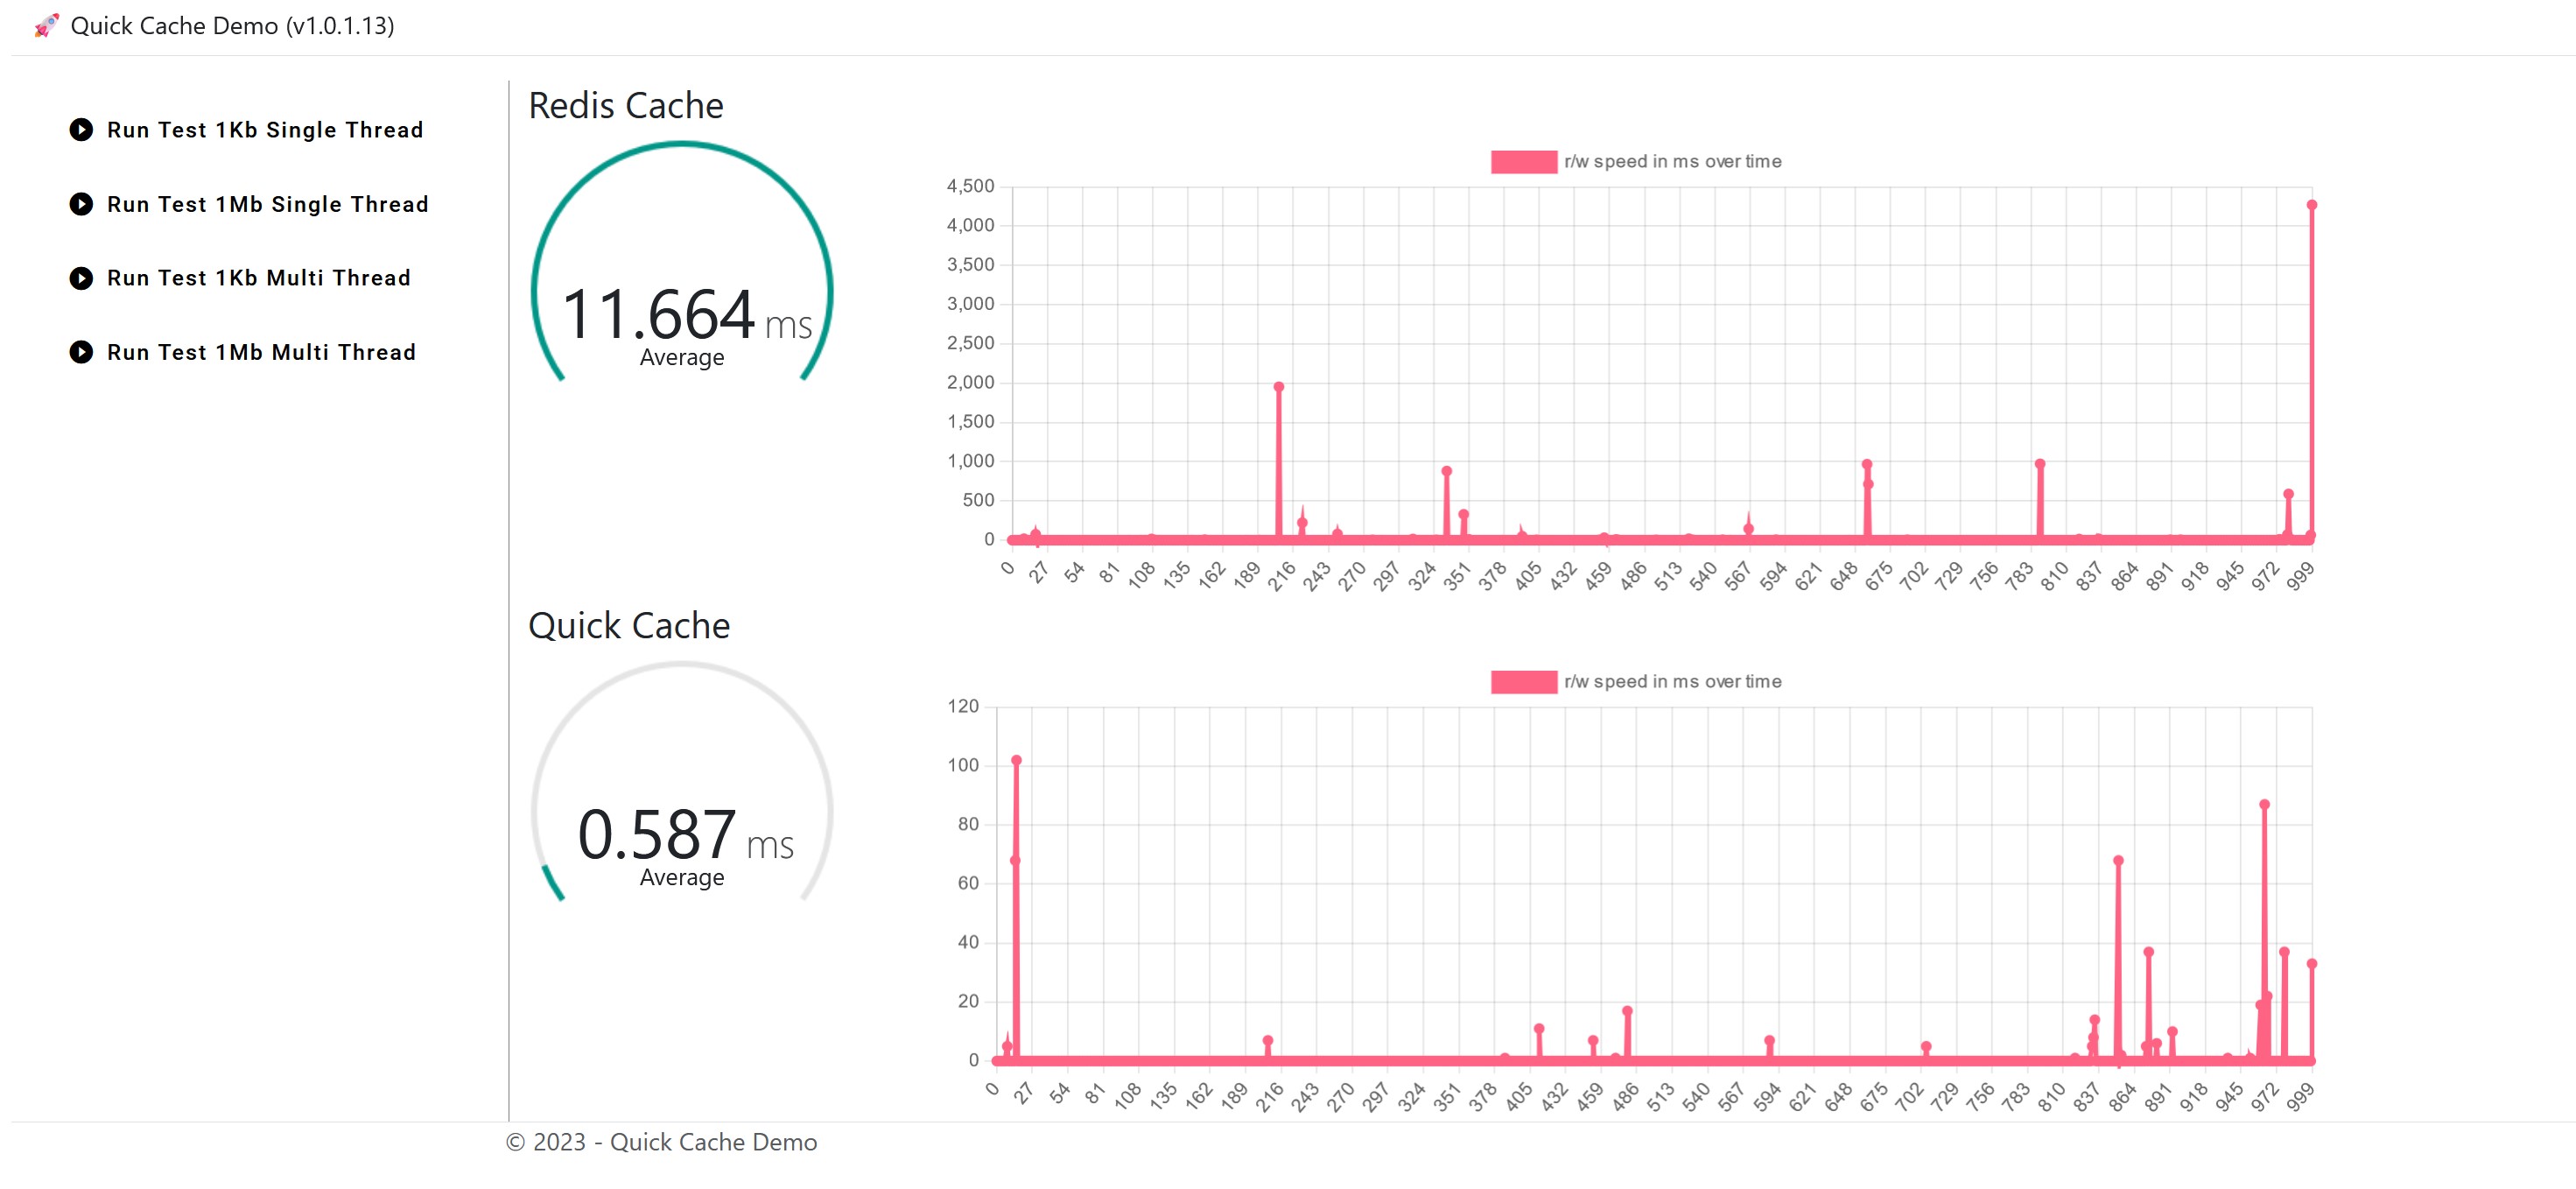 🚀 Quick Cache Demo (v1.0.1.13)
Run Test 1Kb Single Thread
Run Test 1Mb Single Thread
Run Test 1Kb Multi Thread
Run Test 1Mb Multi Thread
Redis Cache
11.664 ms
Average
r/w speed in ms over time
4,500
4,000
3,500
3,000
2,500
2,000
1,500
1,000
500
0
0 27 54 81 108 135 162 189 216 243 270 297 324 351 378 405 432 459 486 513 540 567 594 621 648 675 702 729 756 783 810 837 864 891 918 945 972 999
Quick Cache
0.587 ms
Average
r/w speed in ms over time
120
100
80
60
40
20
0
0 27 54 81 108 135 162 189 216 243 270 297 324 351 378 405 432 459 486 513 540 567 594 621 648 675 702 729 756 783 810 837 864 891 918 945 972 999
© 2023 - Quick Cache Demo